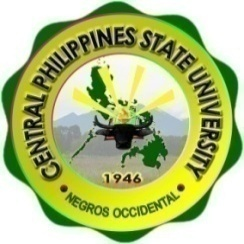 CENTRAL PHILIPPINES STATE UNIVERSITY
1946
• NEGROS OCCIDENTAL •